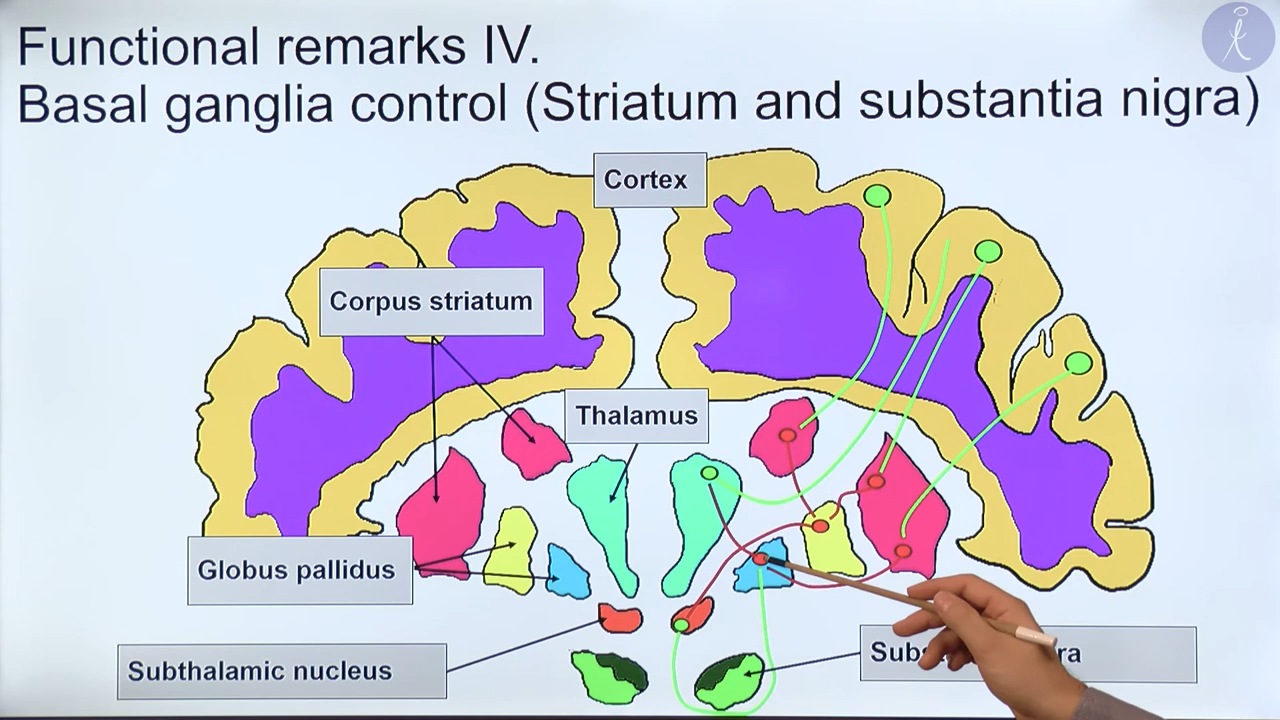 Functional remarks IV.
Basal ganglia control (Striatum and substantia nigra)
Cortex
Corpus striatum
Thalamus
Globus pallidus
Subthalamic nucleus